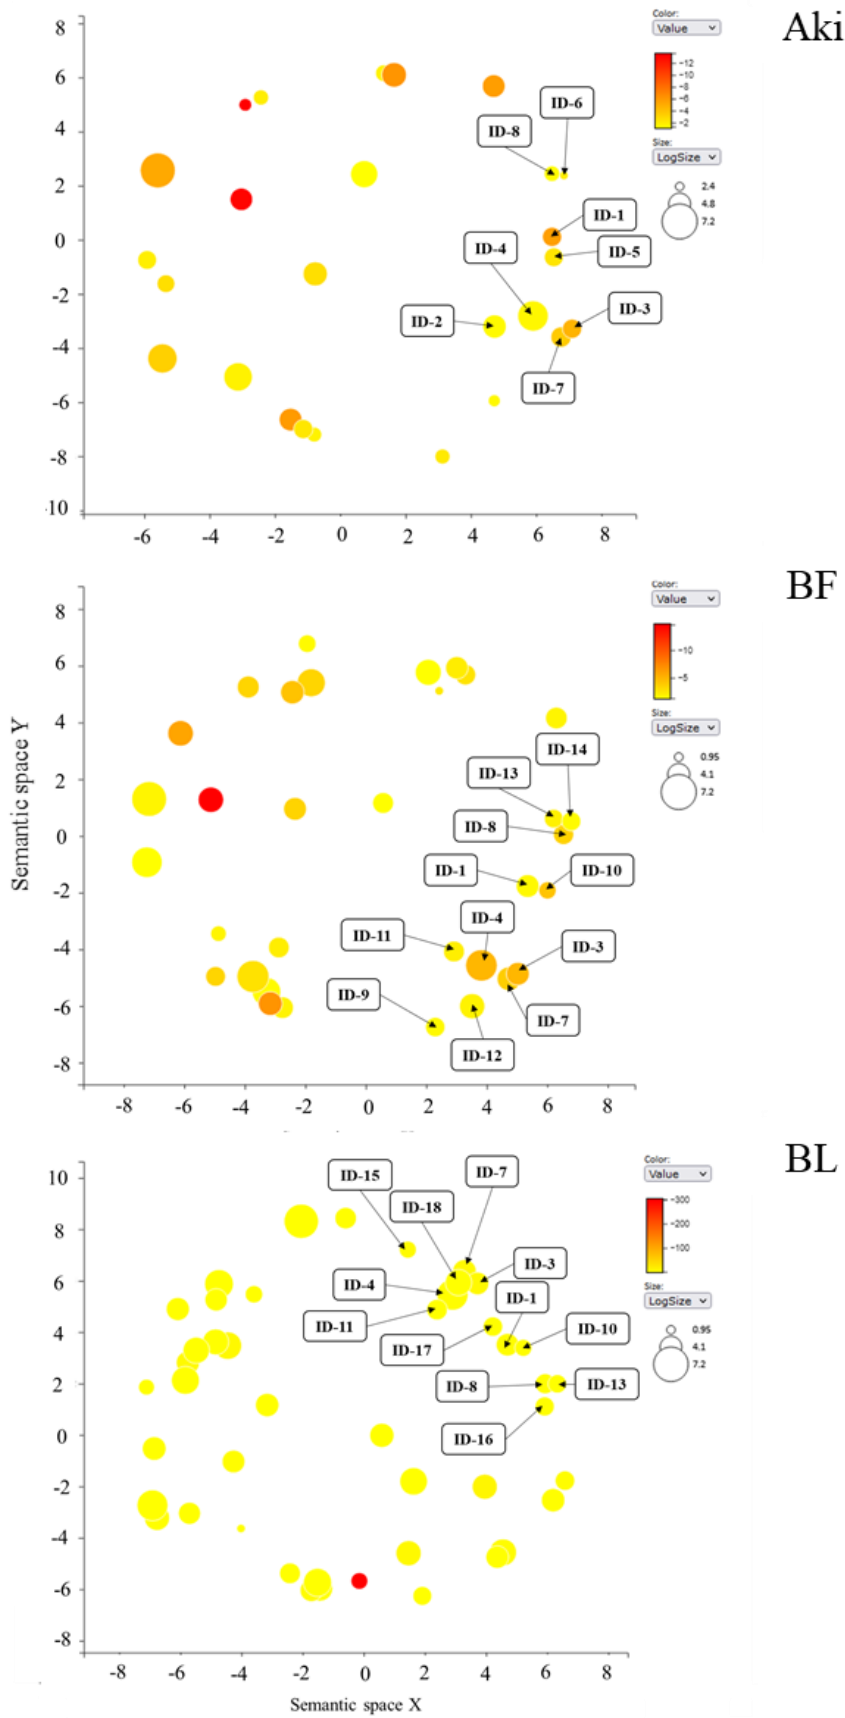 Aki
Color:
Value
-12
-10
-8
-6
-4
-2
Size:
LogSize
2.4
4.8
7.2
8
6
4
2
0
-2
-4
-6
-8
10
ID-6
ID-8
ID-1
ID-4
ID-5
ID-2
ID-3
ID-7
-6 -4 -2 0 2 4 6 8
BF
Color:
Value
-10
-5
Size:
LogSize
0.95
4.1
7.2
Semantic space Y
8
6
4
2
0
-2
-4
-6
-8
ID-14
ID-13
ID-8
ID-1
ID-10
ID-4
ID-11
ID-3
ID-9
ID-7
ID-12
-8 -6 -4 -2 0 2 4 6 8
BL
Color:
Value
-300
-200
-100
Size:
LogSize
0.95
4.1
7.2
10
8
6
4
2
0
-2
-4
-6
-8
ID-15
ID-7
ID-18
ID-3
ID-4
ID-1
ID-11
ID-10
ID-17
ID-8
ID-13
ID-16
-8 -6 -4 -2 0 2 4 6 8
Semantic space X